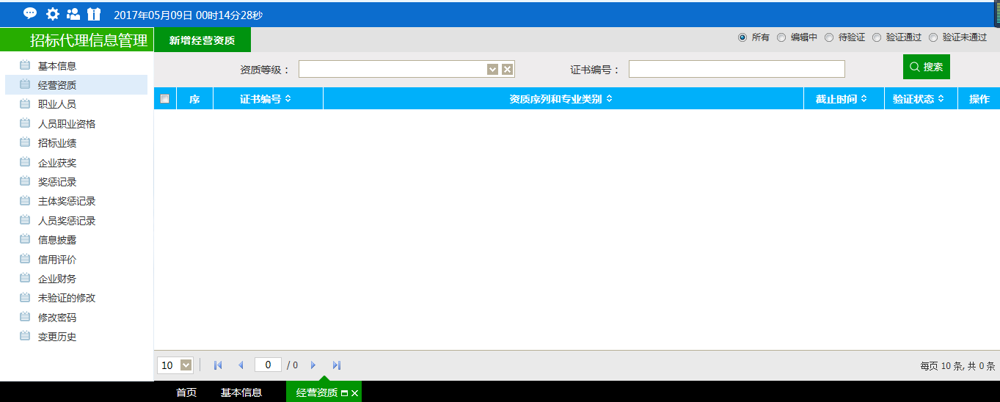 2017年05月09日 00时14分28秒
招标代理信息管理
新增经营资质
所有 编辑中 待验证 验证通过 验证未通过
基本信息
经营资质
职业人员
人员职业资格
招标业绩
企业获奖
奖惩记录
主体奖惩记录
人员奖惩记录
信息披露
信用评价
企业财务
未验证的修改
修改密码
变更历史
资质等级： 证书编号： 搜索
序 证书编号 资质序列和专业类别 截止时间 验证状态 操作
10 0 / 0 每页 10 条, 共 0 条
首页 基本信息 经营资质